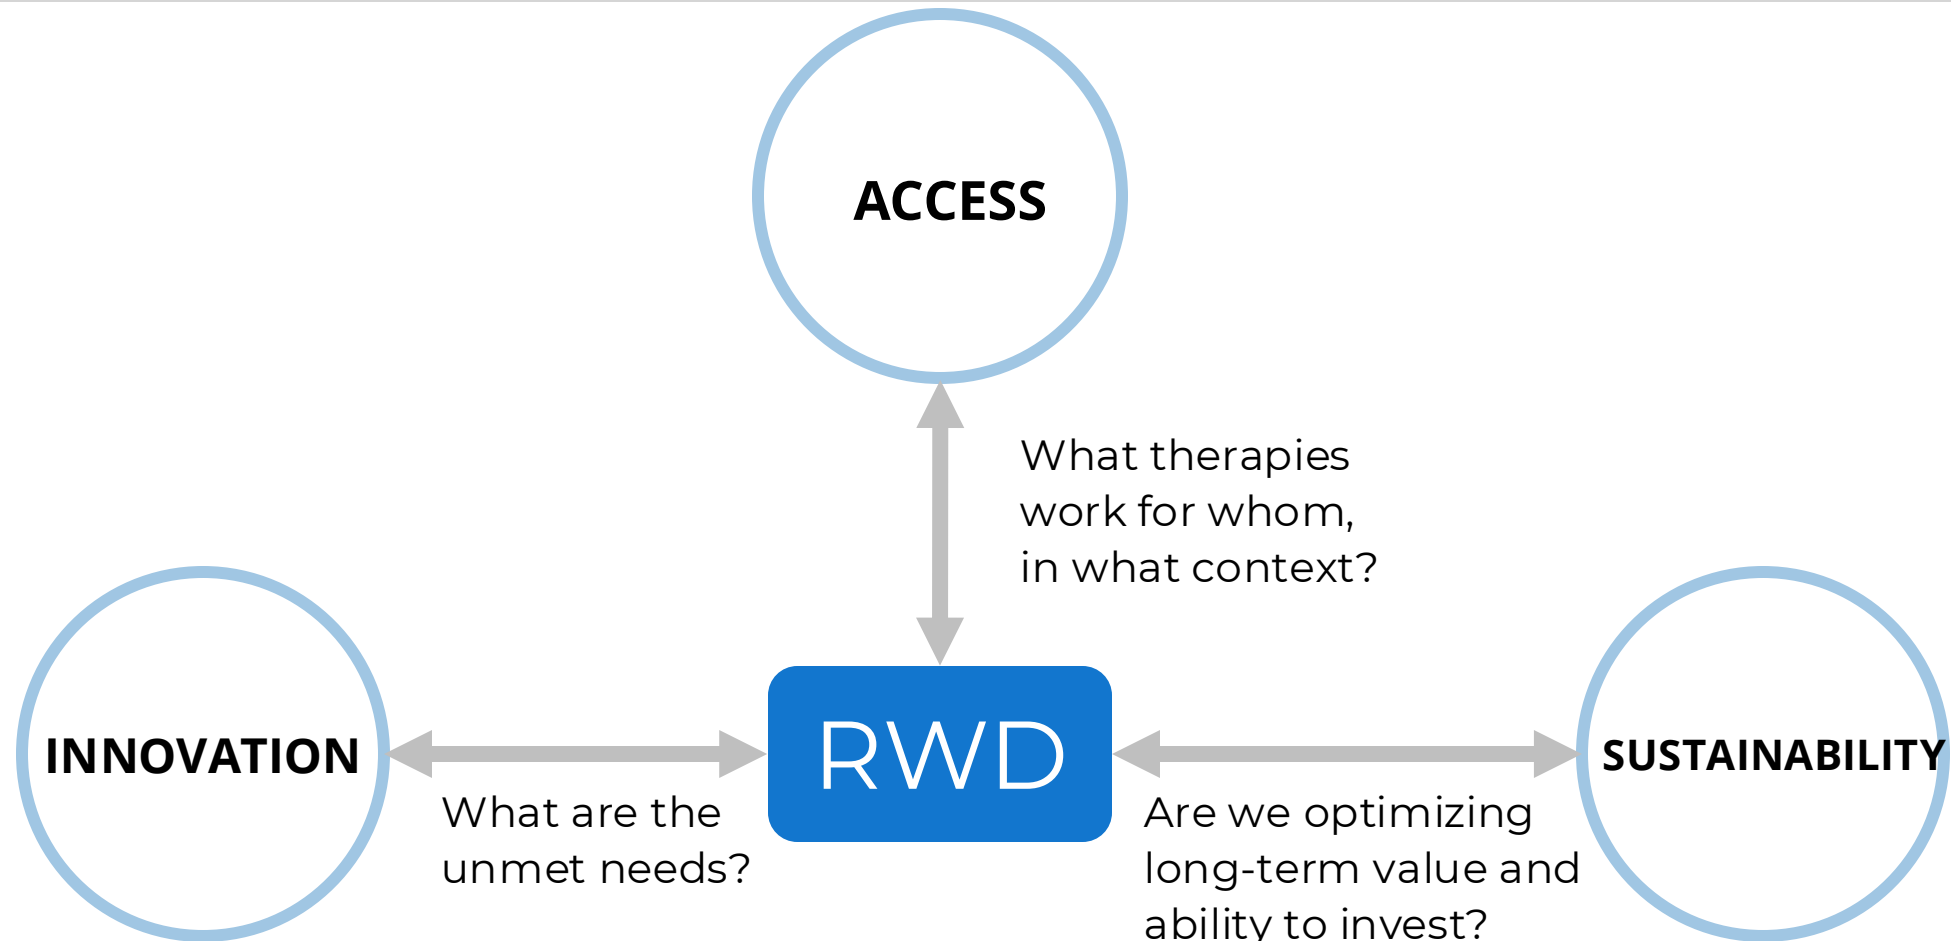 ACCESS
What therapies
work for whom,
in what context?
INNOVATION
RWD
SUSTAINABILITY
What are the
unmet needs?
Are we optimizing
long-term value and
ability to invest?